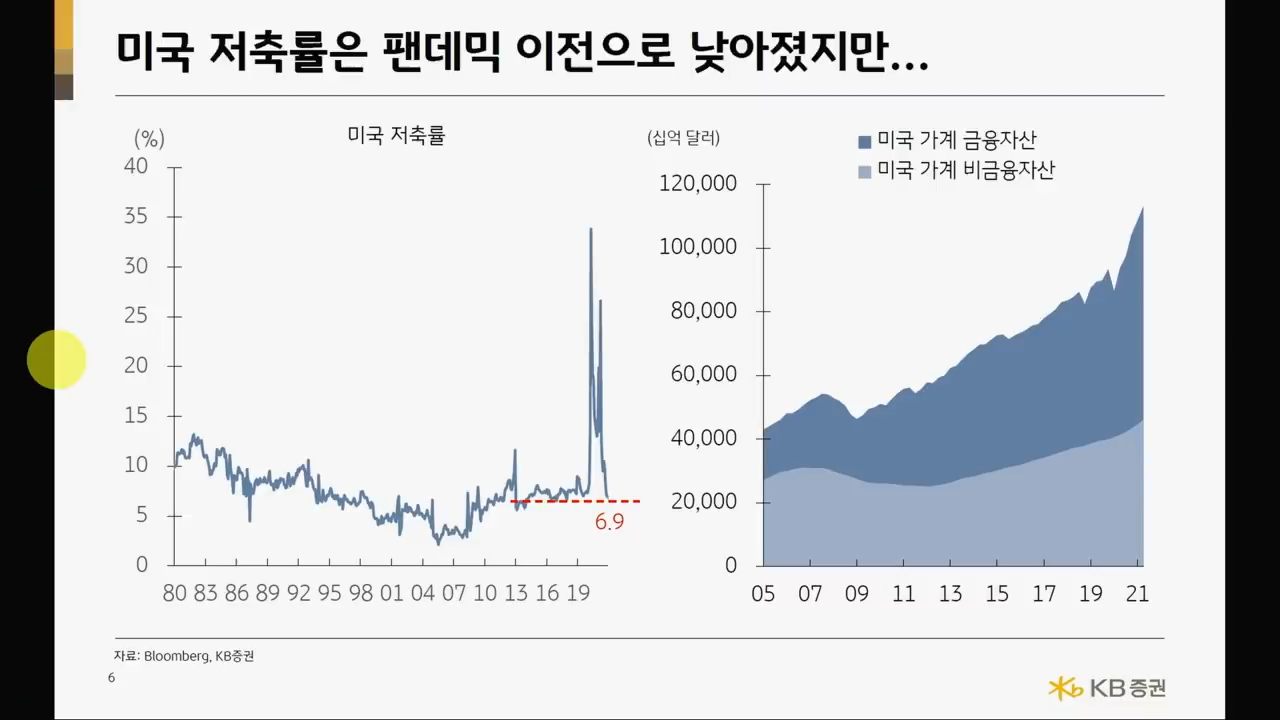 미국 저축률은 팬데믹 이전으로 낮아졌지만...
(%)
미국 저축률
40
35
30
25
20
15
10
5
0
6.9
80 83 86 89 92 95 98 01 04 07 10 13 16 19
(십억 달러)
미국 가계 금융자산
미국 가계 비금융자산
120,000
100,000
80,000
60,000
40,000
20,000
0
05 07 09 11 13 15 17 19 21
자료: Bloomberg, KB증권
6
KB증권